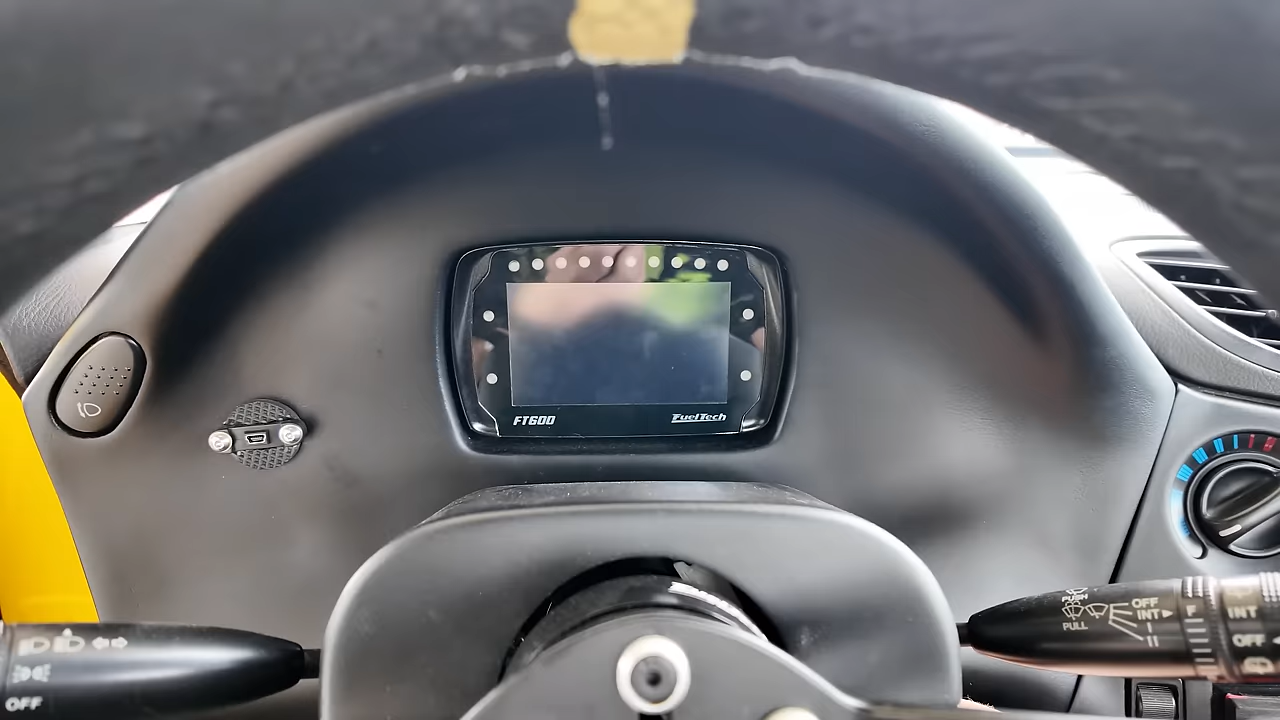 FT600
FuelTech
OFF
PUSH
PULL
OFF
INT
F
INT
OFF